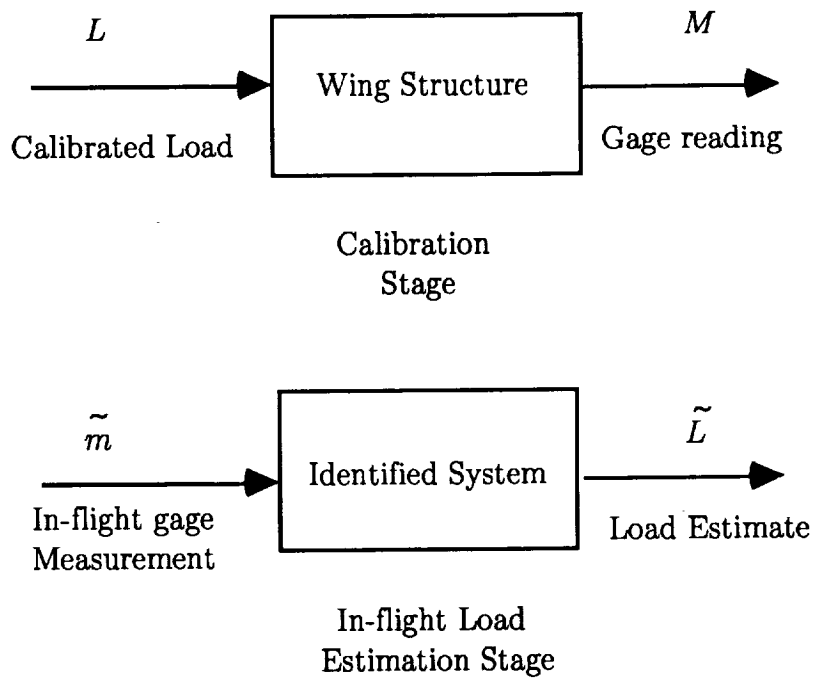 L
M
Wing Structure
Calibrated Load
Gage reading
Calibration
Stage
m̃
L̃
Identified System
In-flight gage
Measurement
Load Estimate
In-flight Load
Estimation Stage